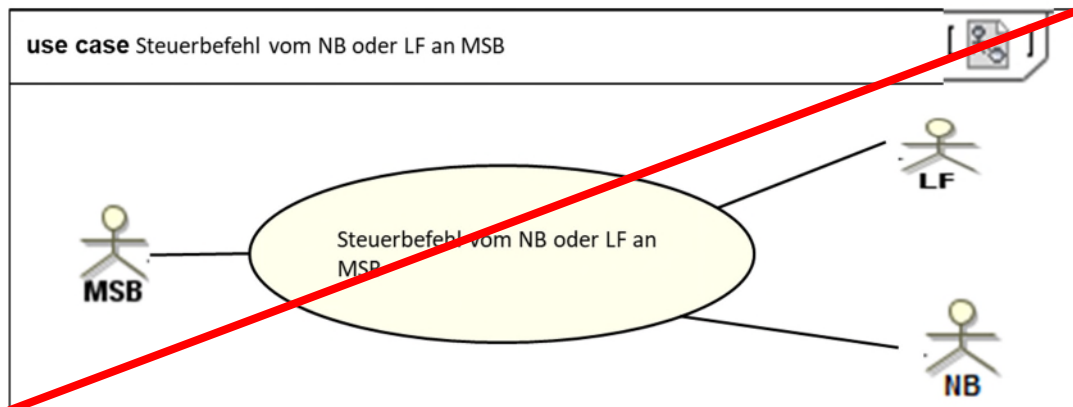 use case Steuerbefehl vom NB oder LF an MSB
[ ]
LF
Steuerbefehl vom NB oder LF an
MSB
MSB
NB